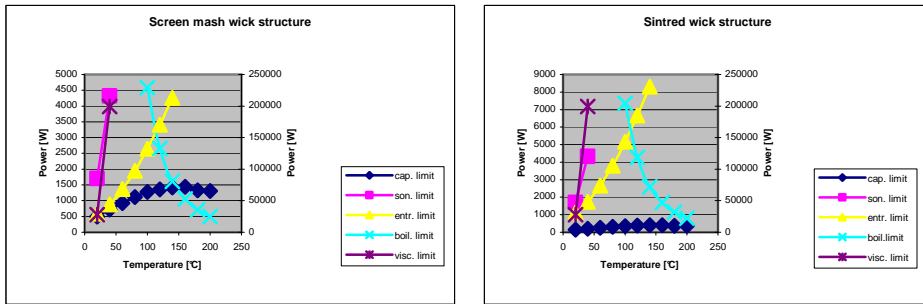 Screen mash wick structure
5000
4500
4000
3500
3000
2500
2000
1500
1000
500
0
250000
200000
150000
100000
50000
0
0 50 100 150 200 250
Power [W]
Power [W]
Temperature [°C]
cap. limit
son. limit
entr. limit
boil.limit
visc. limit
Sintred wick structure
9000
8000
7000
6000
5000
4000
3000
2000
1000
0
250000
200000
150000
100000
50000
0
0 50 100 150 200 250
Power [W]
Power [W]
Temperature [°C]
cap. limit
son. limit
entr. limit
boil.limit
visc. limit